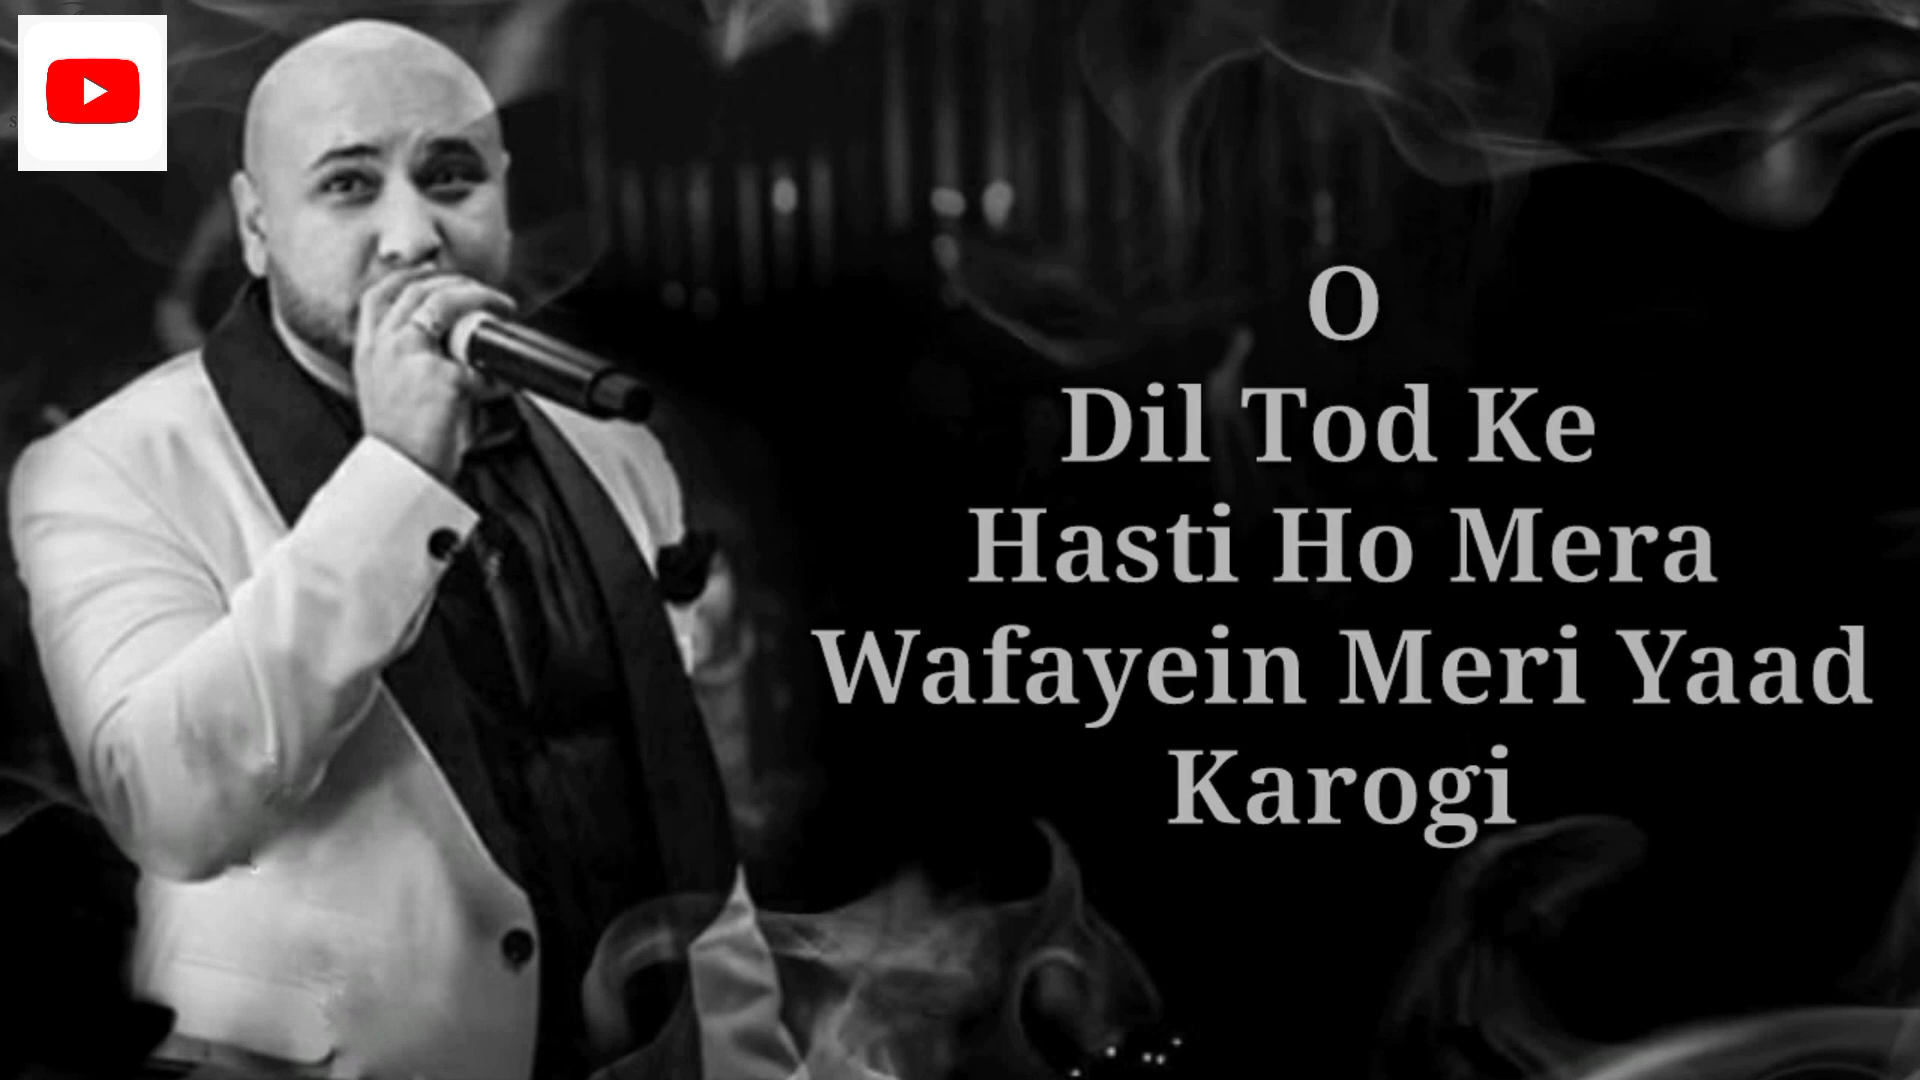 O
Dil Tod Ke
Hasti Ho Mera
Wafayein Meri Yaad
Karogi